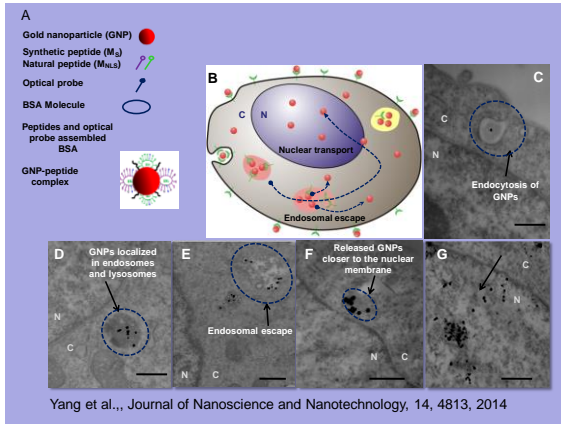 A
Gold nanoparticle (GNP)
Synthetic peptide (MS)
Natural peptide (MNLS)
Optical probe
BSA Molecule
Peptides and optical
probe assembled
BSA
GNP-peptide
complex
B
C
N
Nuclear transport
Endosomal escape
C
C
N
Endocytosis of
GNPs
D
GNPs localized
in endosomes
and lysosomes
N
C
E
Endosomal escape
N
C
F
Released GNPs
closer to the nuclear
membrane
N
C
G
C
N
Yang et al.,, Journal of Nanoscience and Nanotechnology, 14, 4813, 2014